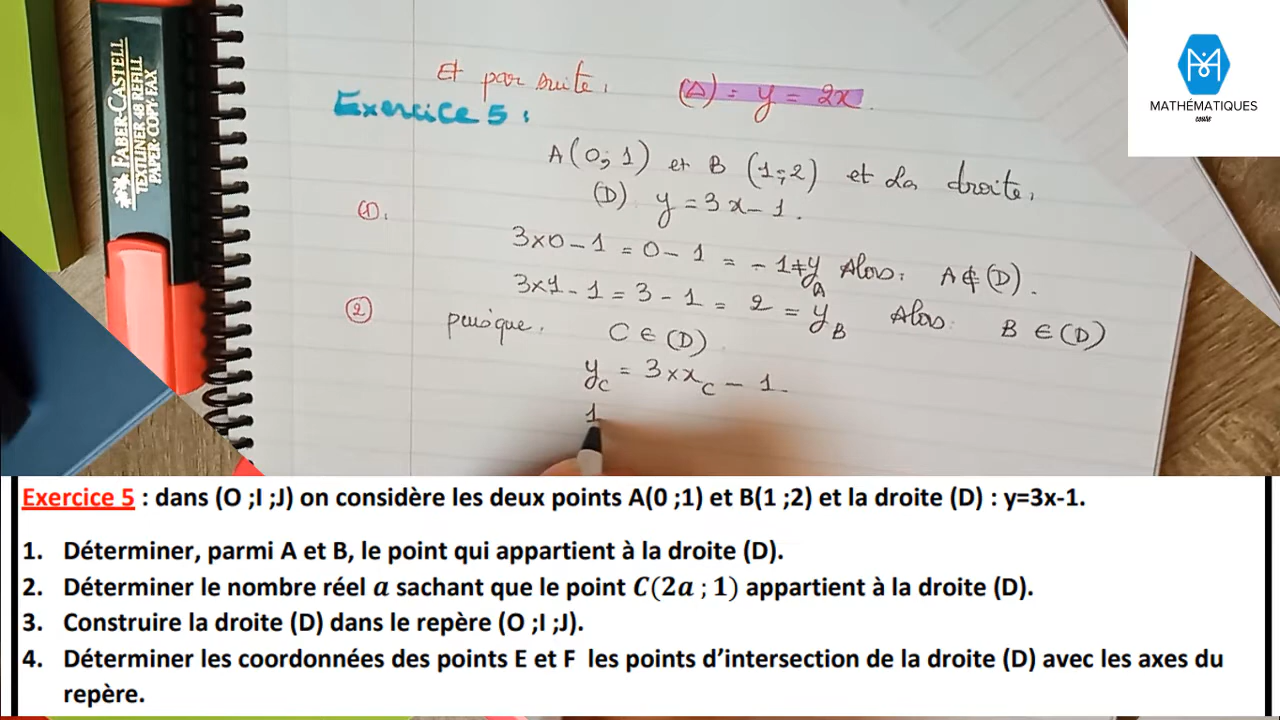 FABER-CASTELL
TEXTLINER 48 REFILL
PAPER·COPY·FAX
MATHÉMATIQUES
cours
Et par suite. (Δ) : y = 2x.
Exercice 5 :
A(0; 1) et B (1; 2) et La droite.
(D) y = 3x - 1.
①.
3×0 - 1 = 0 - 1 = - 1 ≠ y_A Alors. A ∉ (D).
3×1 - 1 = 3 - 1 = 2 = y_B Alors. B ∈ (D)
② puisque. C ∈ (D).
y_C = 3×x_C - 1.
1
Exercice 5 : dans (O ;I ;J) on considère les deux points A(0 ;1) et B(1 ;2) et la droite (D) : y=3x-1.
1. Déterminer, parmi A et B, le point qui appartient à la droite (D).
2. Déterminer le nombre réel a sachant que le point C(2a ; 1) appartient à la droite (D).
3. Construire la droite (D) dans le repère (O ;I ;J).
4. Déterminer les coordonnées des points E et F les points d’intersection de la droite (D) avec les axes du
repère.